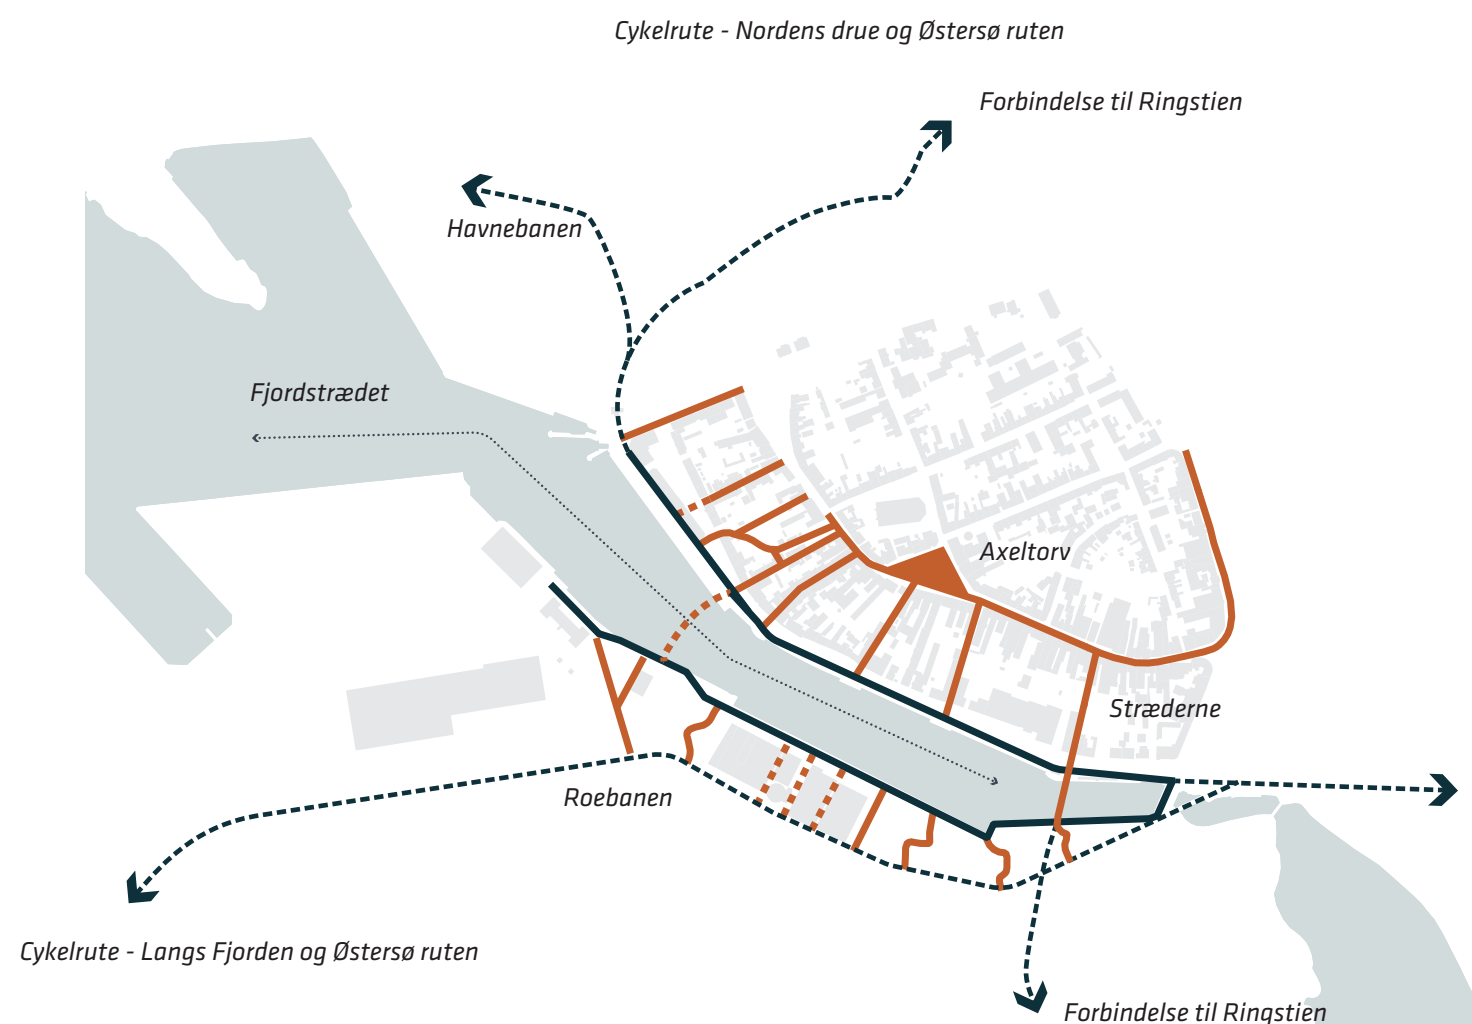 Cykelrute - Nordens drue og Østersø ruten
Forbindelse til Ringstien
Havnebanen
Fjordstrædet
Axeltorv
Stræderne
Roebanen
Cykelrute - Langs Fjorden og Østersø ruten
Forbindelse til Ringstien